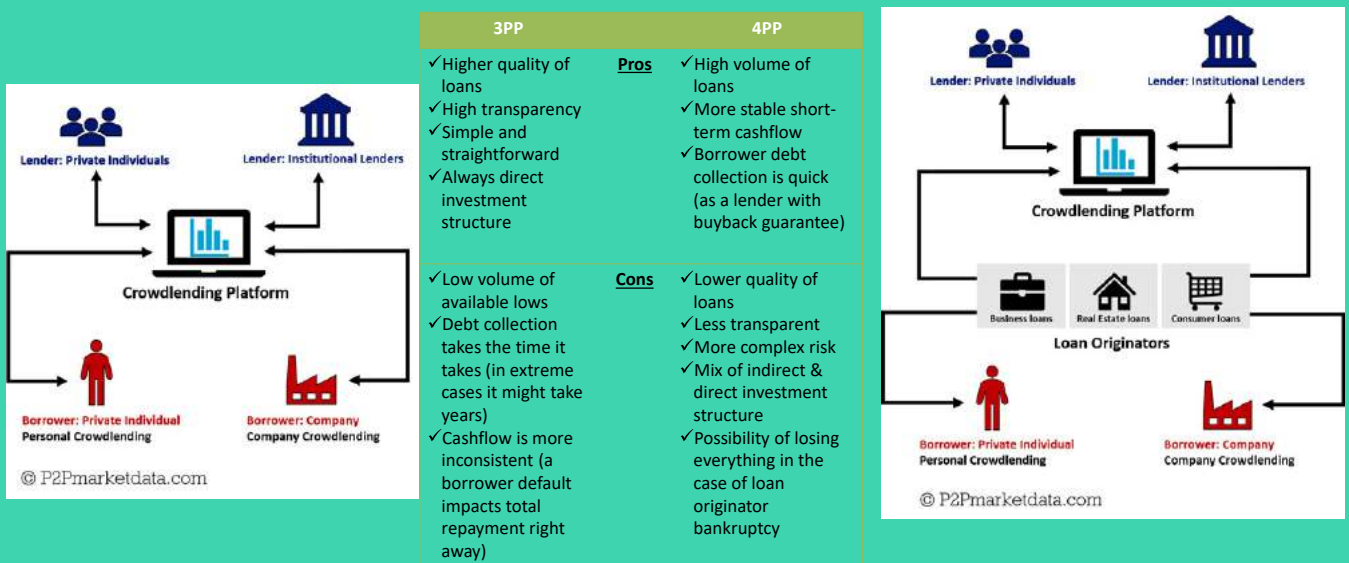 Lender: Private Individuals
Lender: Institutional Lenders
Crowdlending Platform
Borrower: Private Individual
Personal Crowdlending
Borrower: Company
Company Crowdlending
© P2Pmarketdata.com
3PP
4PP
✓Higher quality of
loans
✓High transparency
✓Simple and
straightforward
✓Always direct
investment
structure
Pros
✓High volume of
loans
✓More stable short-
term cashflow
✓Borrower debt
collection is quick
(as a lender with
buyback guarantee)
✓Low volume of
available lows
✓Debt collection
takes the time it
takes (in extreme
cases it might take
years)
✓Cashflow is more
inconsistent (a
borrower default
impacts total
repayment right
away)
Cons
✓Lower quality of
loans
✓Less transparent
✓More complex risk
✓Mix of indirect &
direct investment
structure
✓Possibility of losing
everything in the
case of loan
originator
bankruptcy
Lender: Private Individuals
Lender: Institutional Lenders
Crowdlending Platform
Business loans
Real Estate loans
Consumer loans
Loan Originators
Borrower: Private Individual
Personal Crowdlending
Borrower: Company
Company Crowdlending
© P2Pmarketdata.com